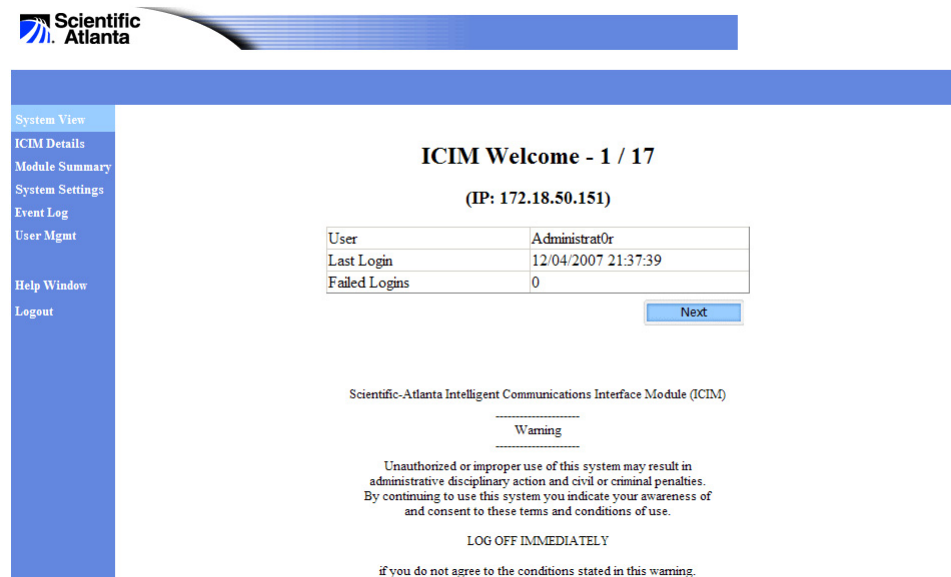 Scientific
Atlanta
System View
ICIM Details
Module Summary
System Settings
Event Log
User Mgmt
Help Window
Logout
ICIM Welcome - 1 / 17
(IP: 172.18.50.151)
User Administrat0r
Last Login 12/04/2007 21:37:39
Failed Logins 0
Next
Scientific-Atlanta Intelligent Communications Interface Module (ICIM)
--------------------
Warning
--------------------
Unauthorized or improper use of this system may result in
administrative disciplinary action and civil or criminal penalties.
By continuing to use this system you indicate your awareness of
and consent to these terms and conditions of use.
LOG OFF IMMEDIATELY
if you do not agree to the conditions stated in this warning.